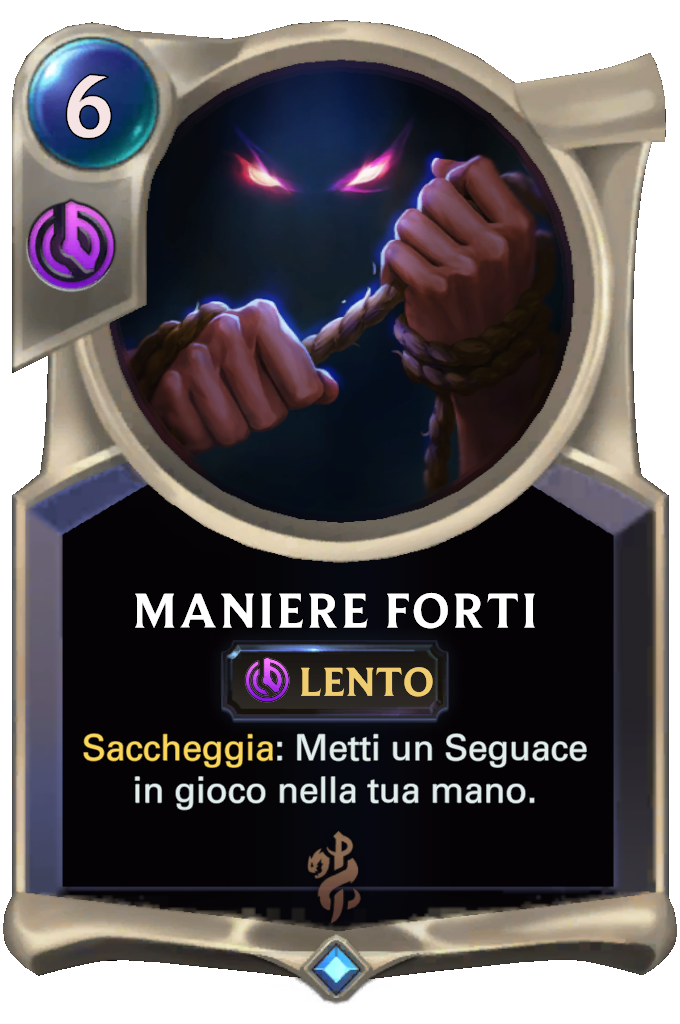 6
MANIERE FORTI
LENTO
Saccheggia: Metti un Seguace
in gioco nella tua mano.